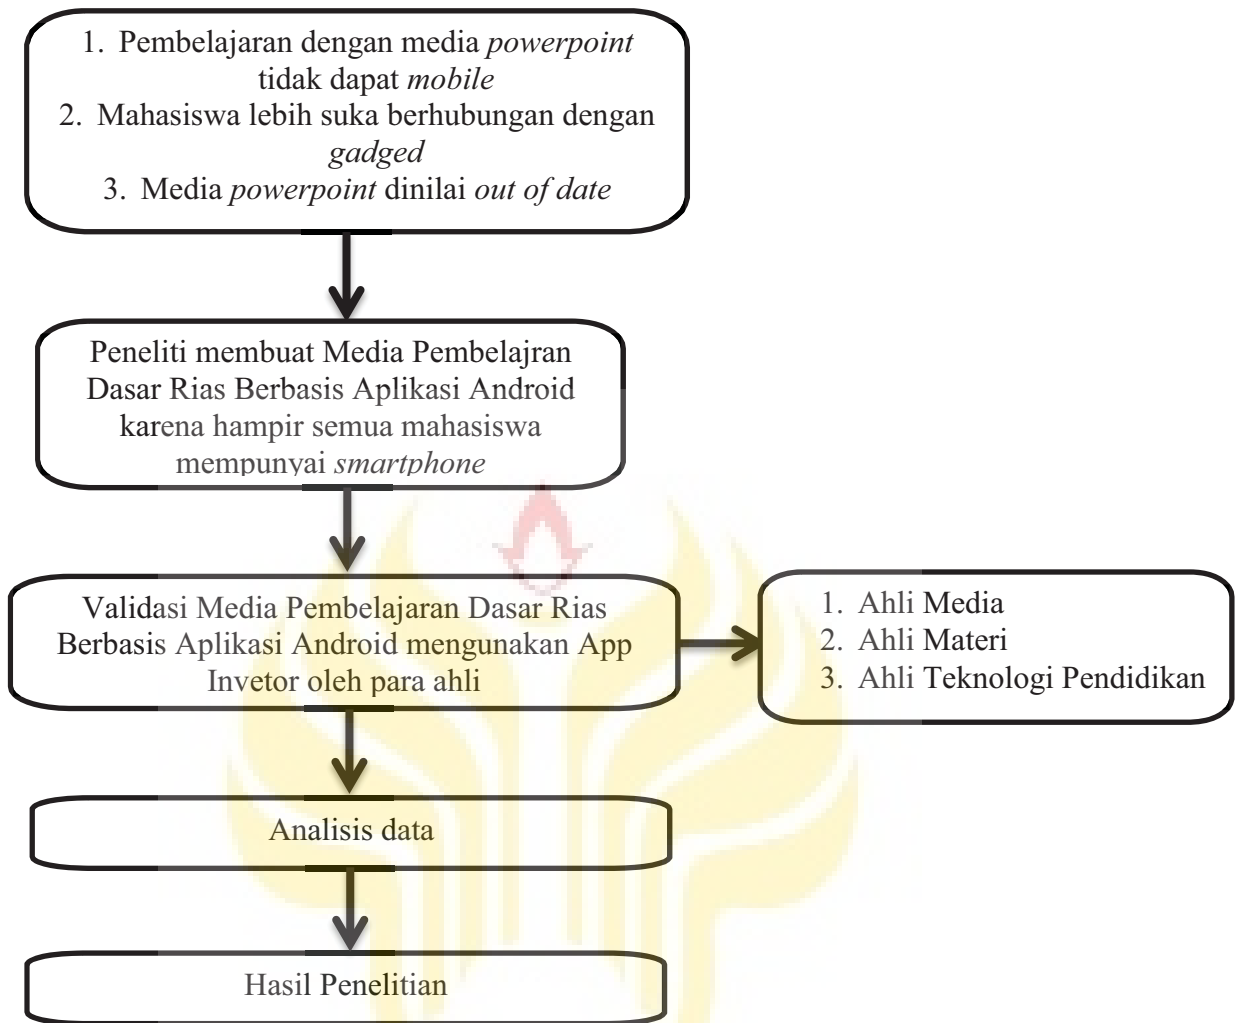 1. Pembelajaran dengan media powerpoint
tidak dapat mobile
2. Mahasiswa lebih suka berhubungan dengan
gadged
3. Media powerpoint dinilai out of date
Peneliti membuat Media Pembelajran
Dasar Rias Berbasis Aplikasi Android
karena hampir semua mahasiswa
mempunyai smartphone
Validasi Media Pembelajaran Dasar Rias
Berbasis Aplikasi Android mengunakan App
Invetor oleh para ahli
1. Ahli Media
2. Ahli Materi
3. Ahli Teknologi Pendidikan
Analisis data
Hasil Penelitian